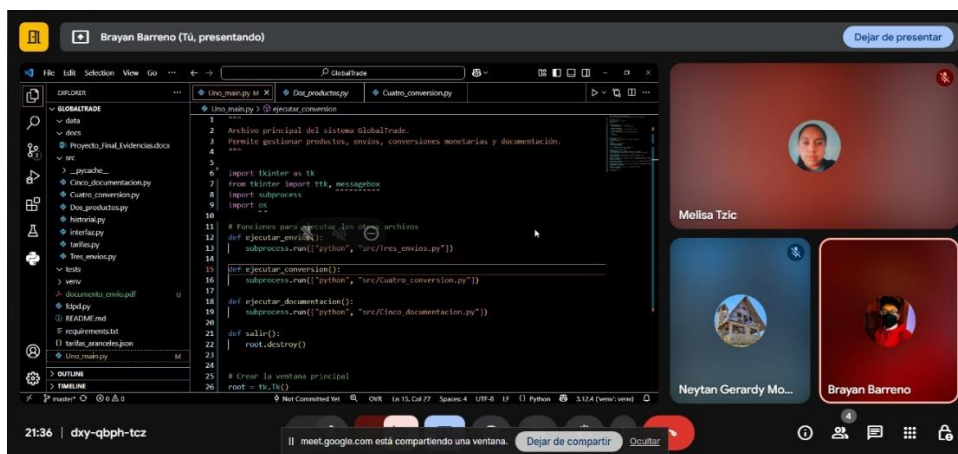 Brayan Barreno (Tú, presentando)
Dejar de presentar
File Edit Selection View Go ···
GlobalTrade
EXPLORER ···
GLOBALTRADE
data
docs
Proyecto_Final_Evidencias.docx
src
__pycache__
Cinco_documentacion.py
Cuatro_conversion.py
Dos_productos.py
historial.py
interfaz.py
tarifas.py
Tres_envios.py
tests
venv
documento_envio.pdf U
fdpd.py
README.md
requirements.txt
tarifas_aranceles.json
Uno_main.py M
OUTLINE
TIMELINE
Uno_main.py M ×
Dos_productos.py
Cuatro_conversion.py
Uno_main.py > ejecutar_conversion
1 """
2 Archivo principal del sistema GlobalTrade.
3 Permite gestionar productos, envíos, conversiones monetarias y documentación.
4 """
5
6 import tkinter as tk
7 from tkinter import ttk, messagebox
8 import subprocess
9 import os
10
11 # Funciones para ejecutar los otros archivos
12 def ejecutar_envio():
13 subprocess.run(["python", "src/Tres_envios.py"])
14
15 def ejecutar_conversion():
16 subprocess.run(["python", "src/Cuatro_conversion.py"])
17
18 def ejecutar_documentacion():
19 subprocess.run(["python", "src/Cinco_documentacion.py"])
20
21 def salir():
22 root.destroy()
23
24
25 # Crear la ventana principal
26 root = tk.Tk()
master* 0 0 Not Committed Yet OVR Ln 15, Col 27 Spaces: 4 UTF-8 LF Python 3.12.4 ('venv': venv)
Melisa Tzic
Neytan Gerardy Mo...
Brayan Barreno
21:36 | dxy-qbph-tcz
meet.google.com está compartiendo una ventana.
Dejar de compartir
Ocultar
4